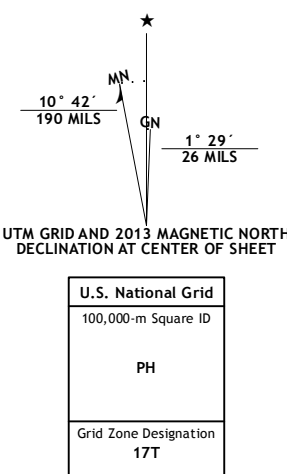 MN
GN
10° 42´
190 MILS
1° 29´
26 MILS
UTM GRID AND 2013 MAGNETIC NORTH
DECLINATION AT CENTER OF SHEET
U.S. National Grid
100,000-m Square ID
PH
Grid Zone Designation
17T